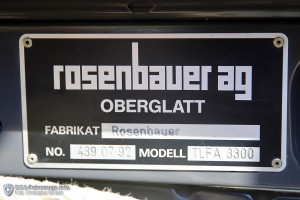 rosenbauer ag
OBERGLATT
FABRIKAT Rosenbauer
NO. 439.07.92 MODELL TLFA 3300